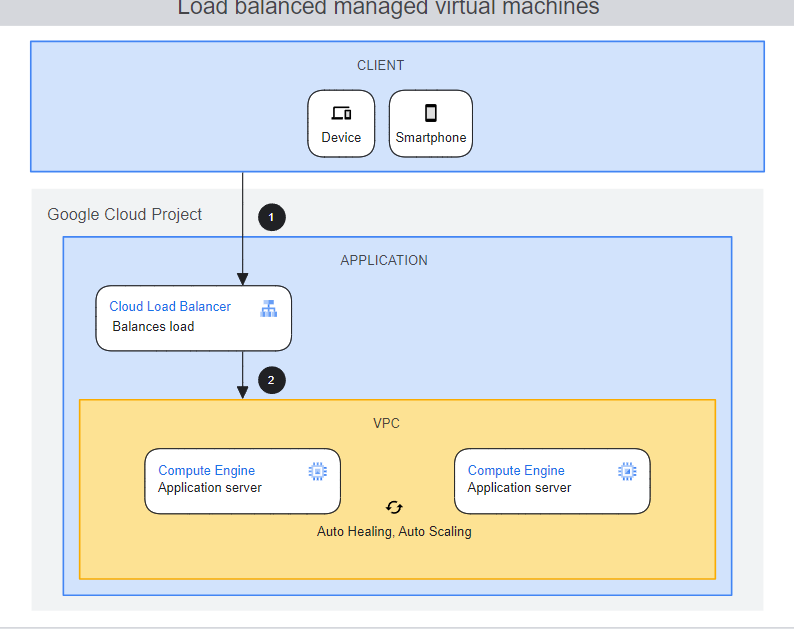 Load balanced managed virtual machines
CLIENT
Device
Smartphone
Google Cloud Project
1
APPLICATION
Cloud Load Balancer
Balances load
2
VPC
Compute Engine
Application server
Compute Engine
Application server
Auto Healing, Auto Scaling